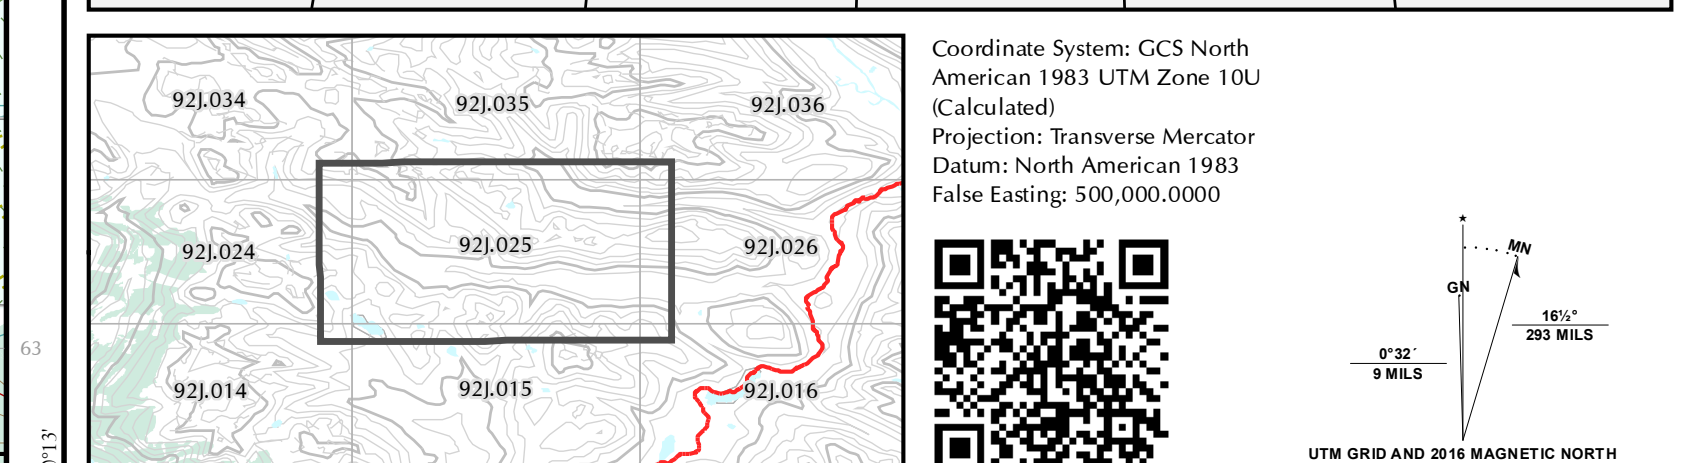 63
0°13'
92J.034
92J.035
92J.036
92J.024
92J.025
92J.026
92J.014
92J.015
92J.016
Coordinate System: GCS North
American 1983 UTM Zone 10U
(Calculated)
Projection: Transverse Mercator
Datum: North American 1983
False Easting: 500,000.0000
MN
GN
16½°
293 MILS
0°32´
9 MILS
UTM GRID AND 2016 MAGNETIC NORTH